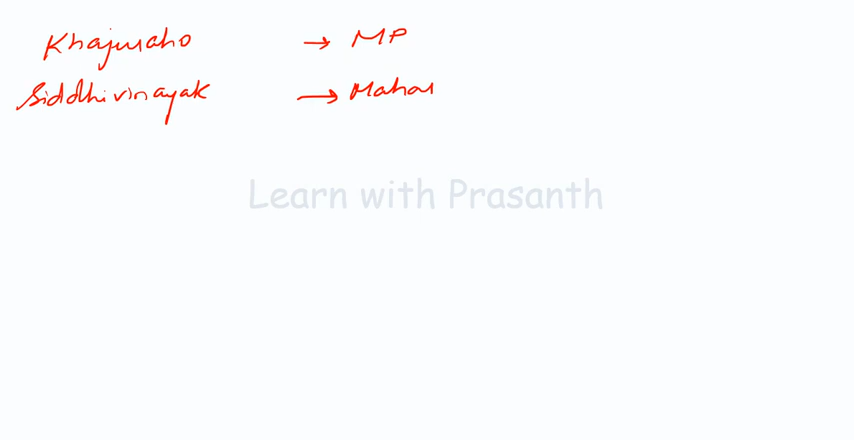 Khajuraho → MP
Siddhivinayak → Mahar
Learn with Prasanth